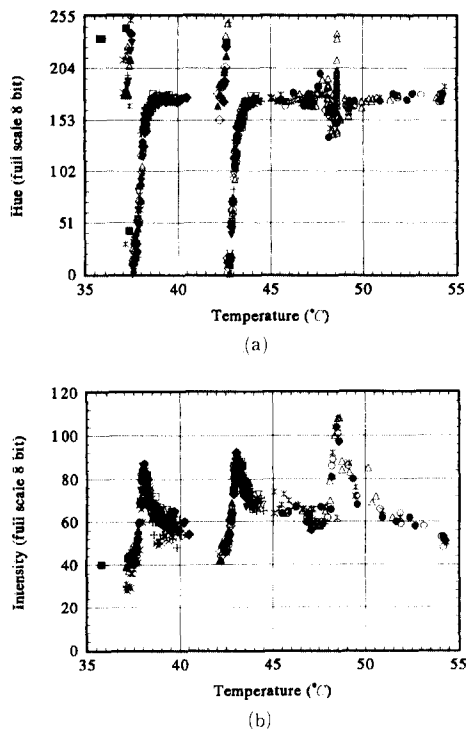 255
204
153
102
51
0
Hue (full scale 8 bit)
35 40 45 50 55
Temperature (°C)
(a)
120
100
80
60
40
20
0
Intensity (full scale 8 bit)
35 40 45 50 55
Temperature (°C)
(b)